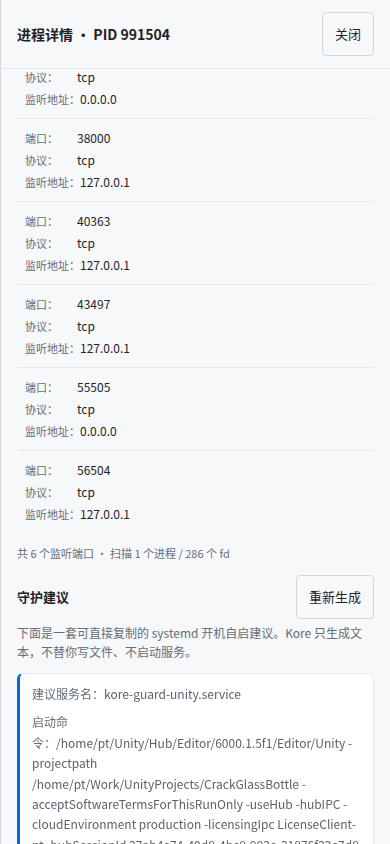 进程详情 • PID 991504
关闭
协议: tcp
监听地址: 0.0.0.0
端口: 38000
协议: tcp
监听地址: 127.0.0.1
端口: 40363
协议: tcp
监听地址: 127.0.0.1
端口: 43497
协议: tcp
监听地址: 127.0.0.1
端口: 55505
协议: tcp
监听地址: 0.0.0.0
端口: 56504
协议: tcp
监听地址: 127.0.0.1
共 6 个监听端口 · 扫描 1 个进程 / 286 个 fd
守护建议
重新生成
下面是一套可直接复制的 systemd 开机自启建议。Kore 只生成文
本，不替你写文件、不启动服务。
建议服务名: kore-guard-unity.service
启动命
令: /home/pt/Unity/Hub/Editor/6000.1.5f1/Editor/Unity -
projectpath
/home/pt/Work/UnityProjects/CrackGlassBottle -
acceptSoftwareTermsForThisRunOnly -useHub -hubIPC -
cloudEnvironment production -licensingIpc LicenseClient-